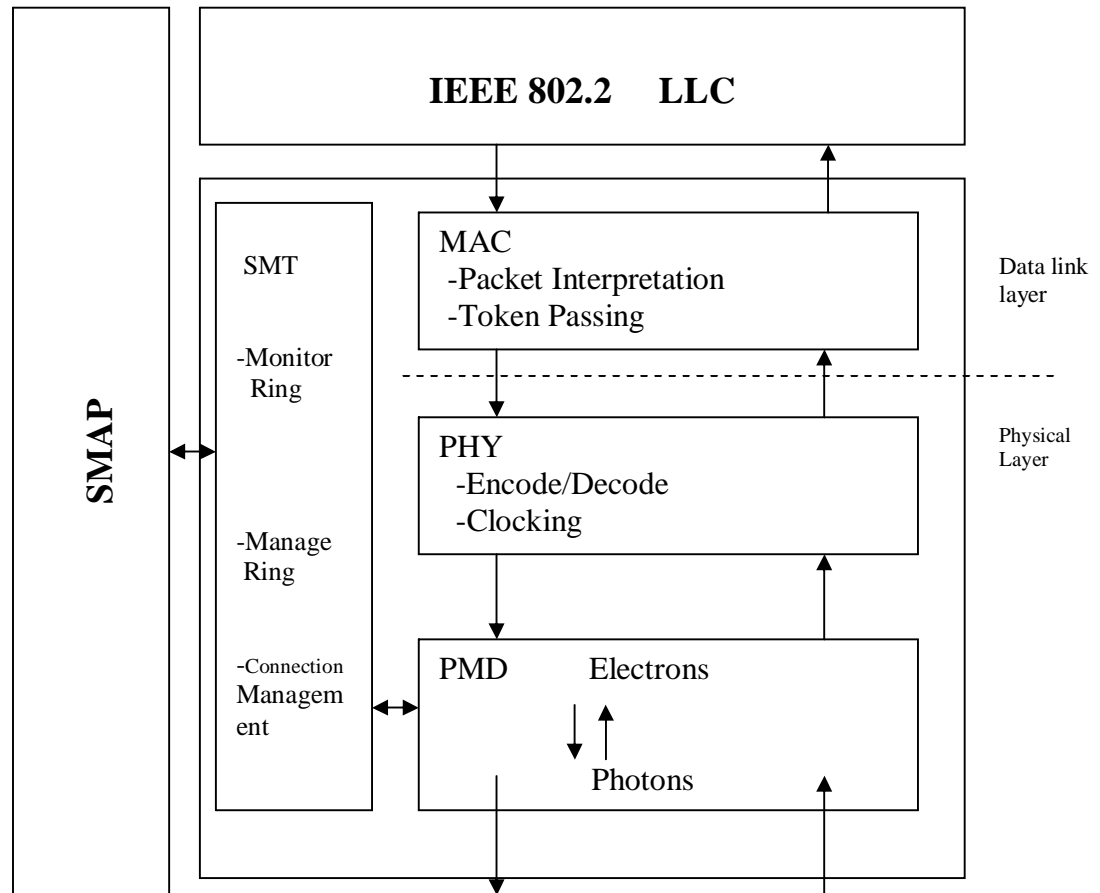 IEEE 802.2 LLC
SMAP
SMT
-Monitor
Ring
-Manage
Ring
-Connection
Managem
ent
MAC
-Packet Interpretation
-Token Passing
PHY
-Encode/Decode
-Clocking
PMD Electrons
Photons
Data link
layer
Physical
Layer